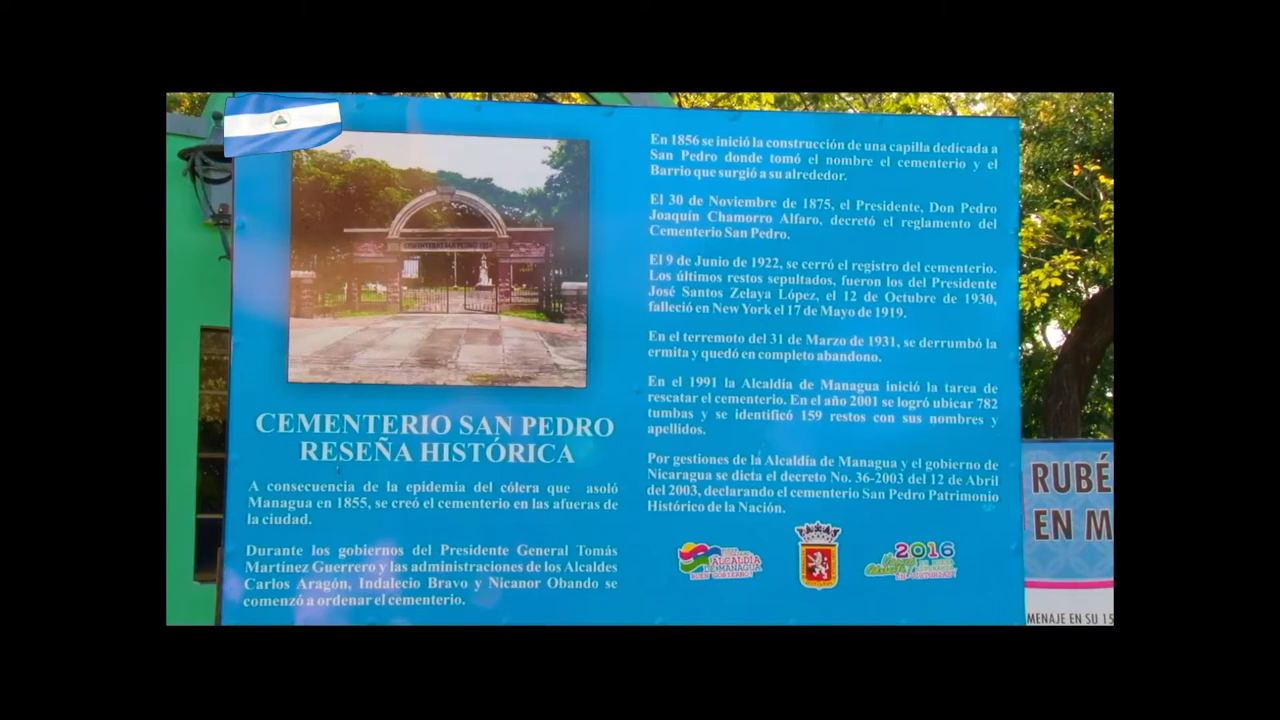 CEMENTERIO SAN PEDRO 1855
CEMENTERIO SAN PEDRO
RESEÑA HISTÓRICA
A consecuencia de la epidemia del cólera que asoló
Managua en 1855, se creó el cementerio en las afueras de
la ciudad.
Durante los gobiernos del Presidente General Tomás
Martínez Guerrero y las administraciones de los Alcaldes
Carlos Aragón, Indalecio Bravo y Nicanor Obando se
comenzó a ordenar el cementerio.
En 1856 se inició la construcción de una capilla dedicada a
San Pedro donde tomó el nombre el cementerio y el
Barrio que surgió a su alrededor.
El 30 de Noviembre de 1875, el Presidente, Don Pedro
Joaquín Chamorro Alfaro, decretó el reglamento del
Cementerio San Pedro.
El 9 de Junio de 1922, se cerró el registro del cementerio.
Los últimos restos sepultados, fueron los del Presidente
José Santos Zelaya López, el 12 de Octubre de 1930,
falleció en New York el 17 de Mayo de 1919.
En el terremoto del 31 de Marzo de 1931, se derrumbó la
ermita y quedó en completo abandono.
En el 1991 la Alcaldía de Managua inició la tarea de
rescatar el cementerio. En el año 2001 se logró ubicar 782
tumbas y se identificó 159 restos con sus nombres y
apellidos.
Por gestiones de la Alcaldía de Managua y el gobierno de
Nicaragua se dicta el decreto No. 36-2003 del 12 de Abril
del 2003, declarando el cementerio San Pedro Patrimonio
Histórico de la Nación.
ALCALDÍA
DE MANAGUA
BUEN GOBIERNO!
2016
RUBÉ
EN M
MENAJE EN SU 15